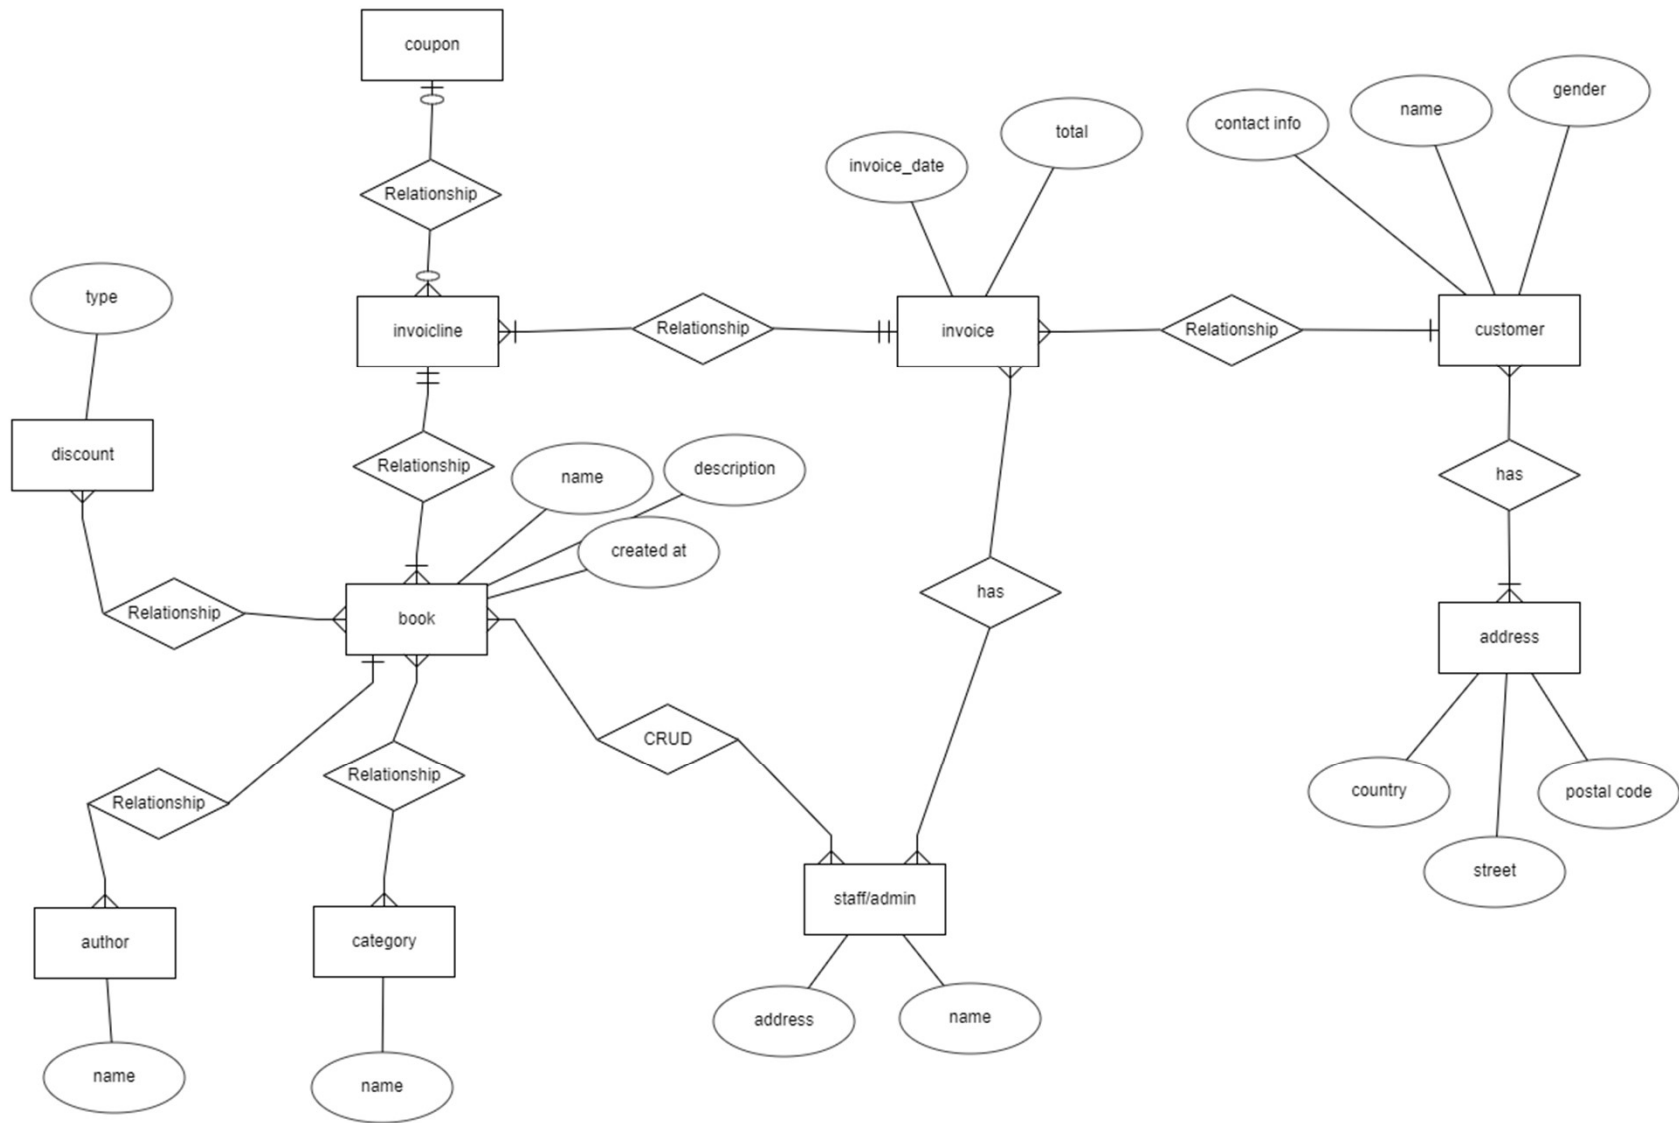 coupon
gender
name
contact info
total
invoice_date
Relationship
type
invoicline
Relationship
invoice
Relationship
customer
discount
Relationship
name
description
has
created at
has
Relationship
book
address
CRUD
Relationship
Relationship
country
postal code
street
staff/admin
author
category
address
name
name
name